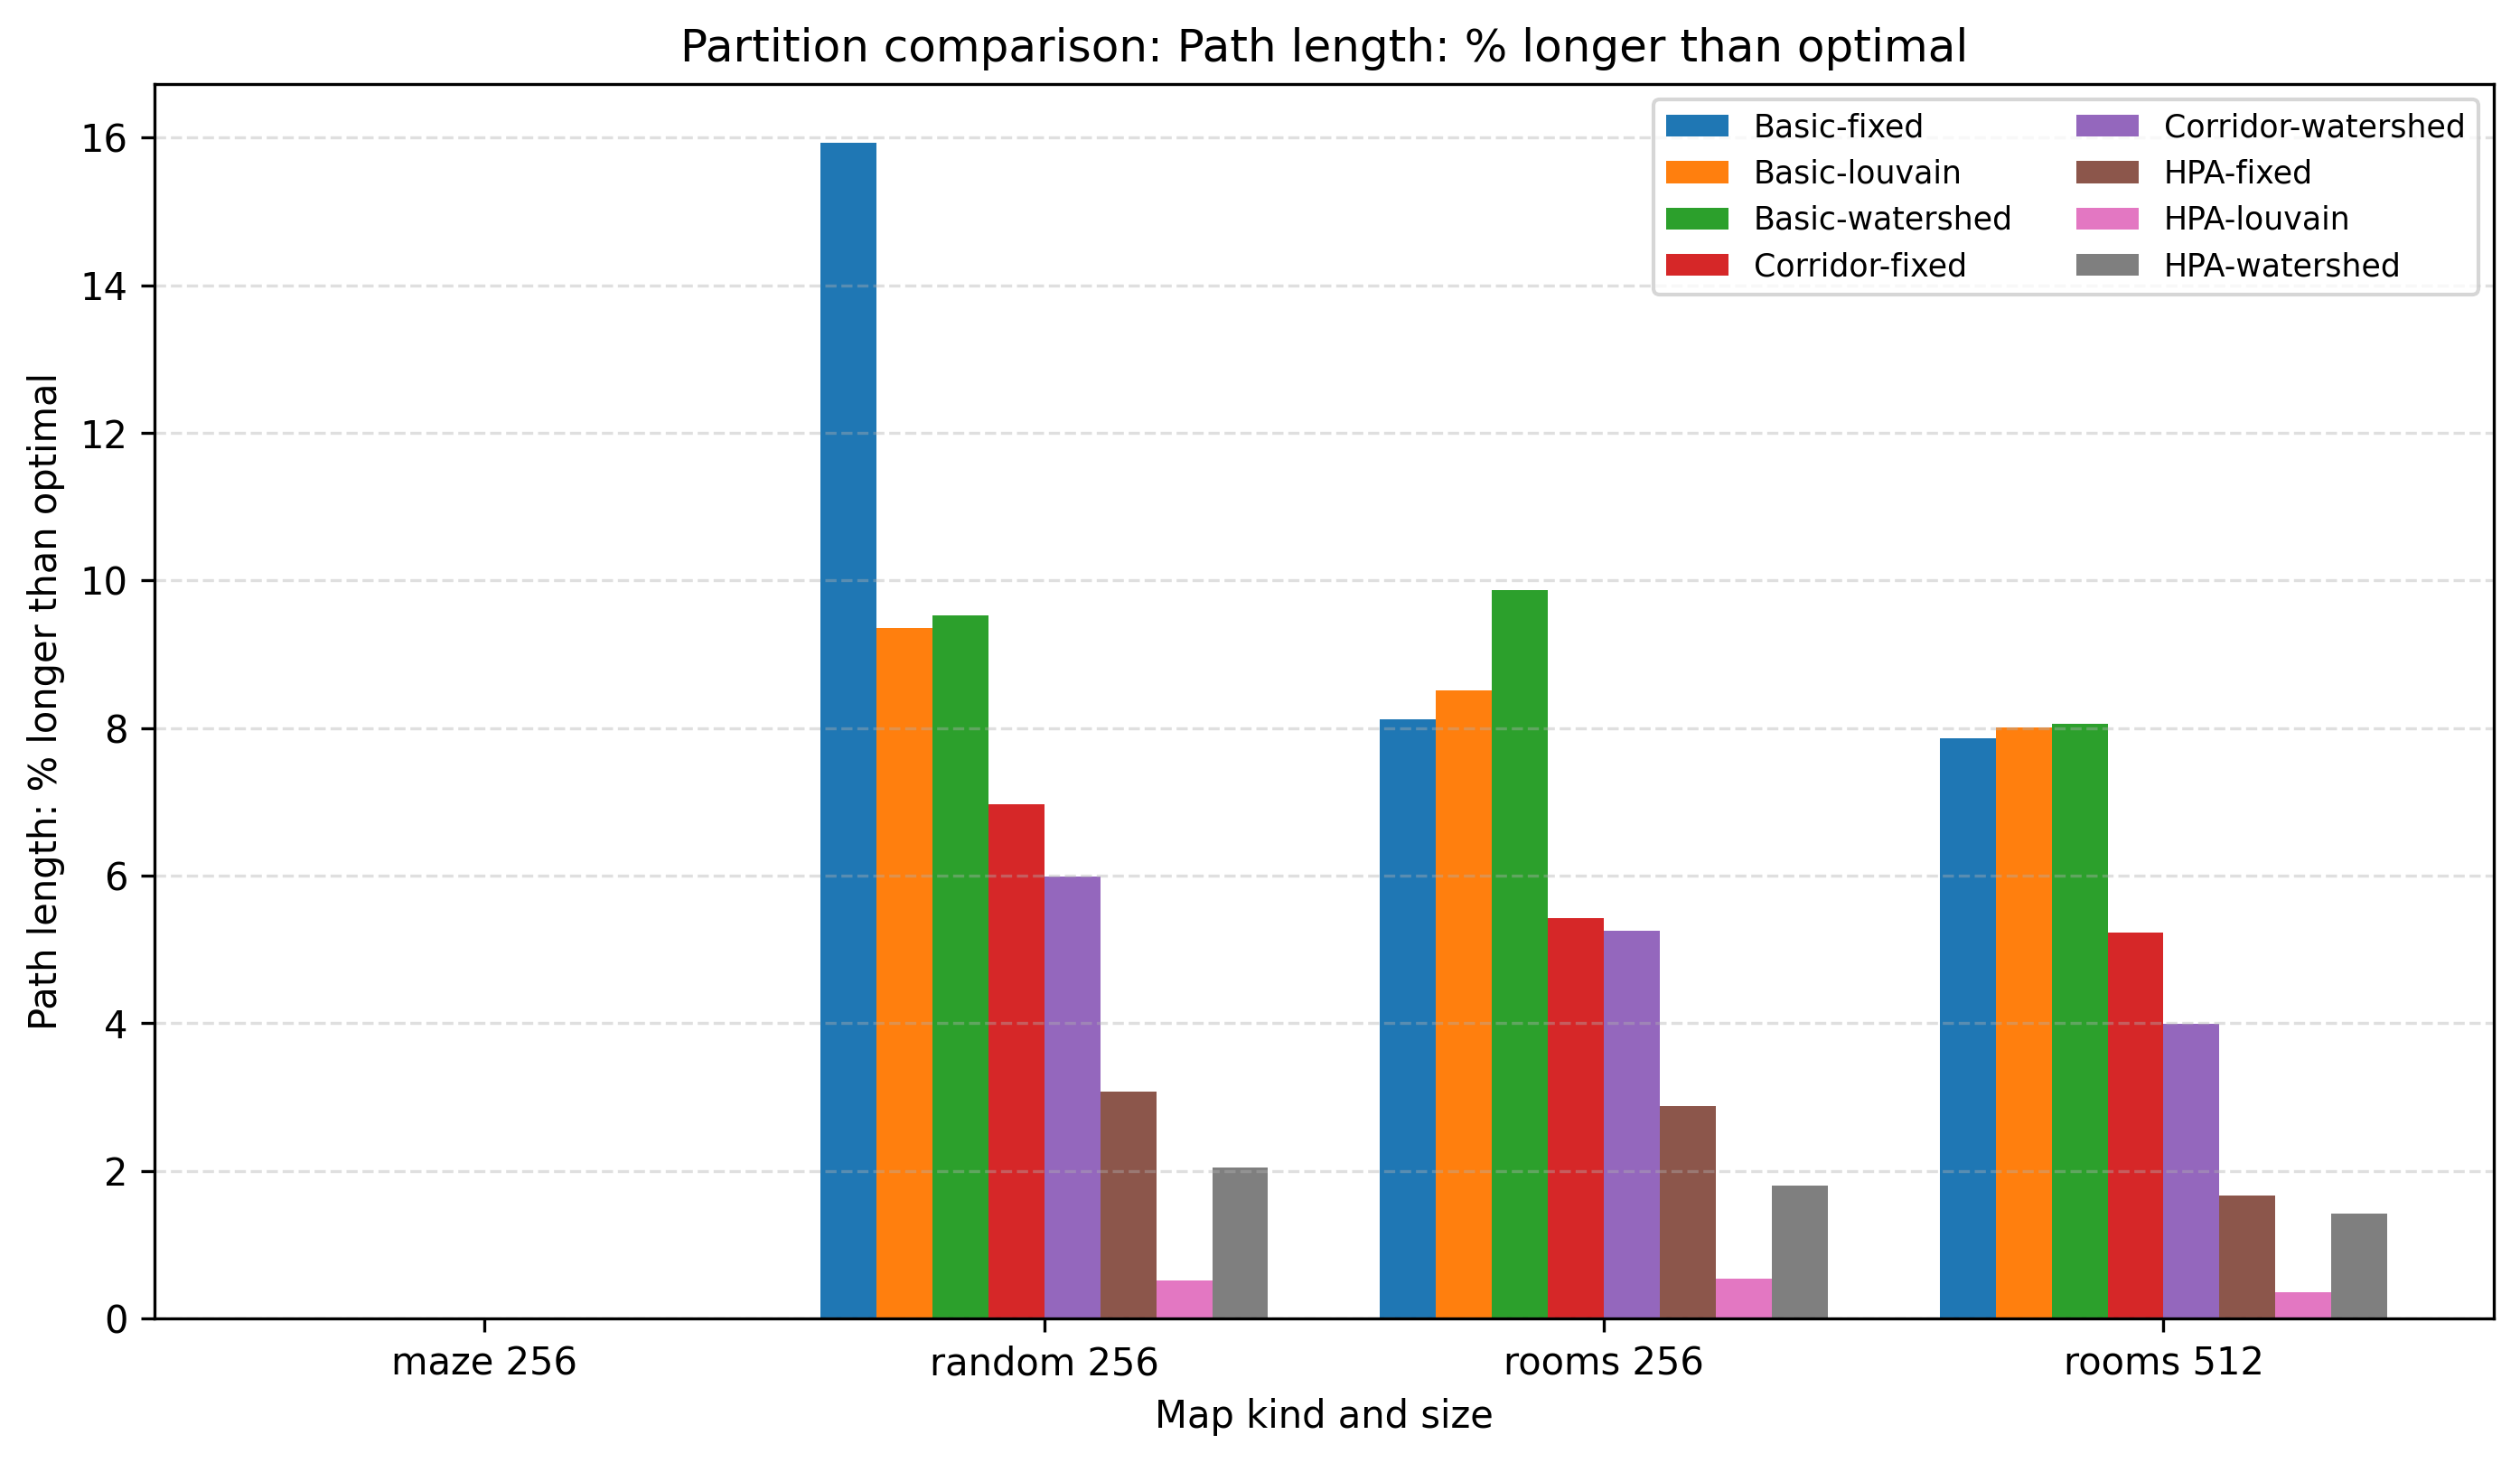 Partition comparison: Path length: % longer than optimal
Path length: % longer than optimal
16
14
12
10
8
6
4
2
0
Basic-fixed
Basic-louvain
Basic-watershed
Corridor-fixed
Corridor-watershed
HPA-fixed
HPA-louvain
HPA-watershed
maze 256
random 256
rooms 256
rooms 512
Map kind and size